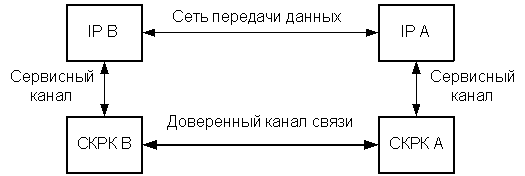 Сеть передачи данных
IP B
IP A
Сервисный
канал
Сервисный
канал
Доверенный канал связи
СКРК B
СКРК A